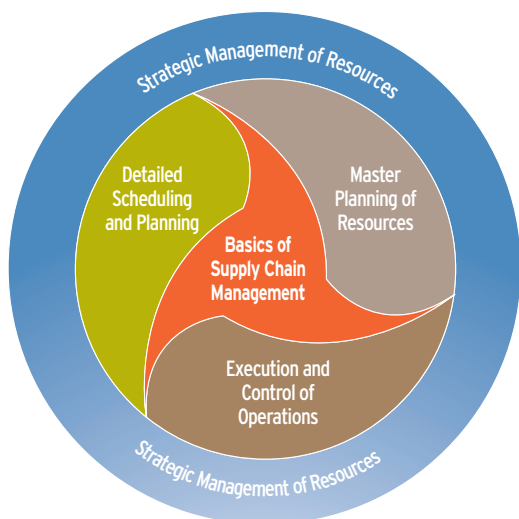 Strategic Management of Resources
Detailed
Scheduling
and Planning
Master
Planning of
Resources
Basics of
Supply Chain
Management
Execution and
Control of
Operations
Strategic Management of Resources